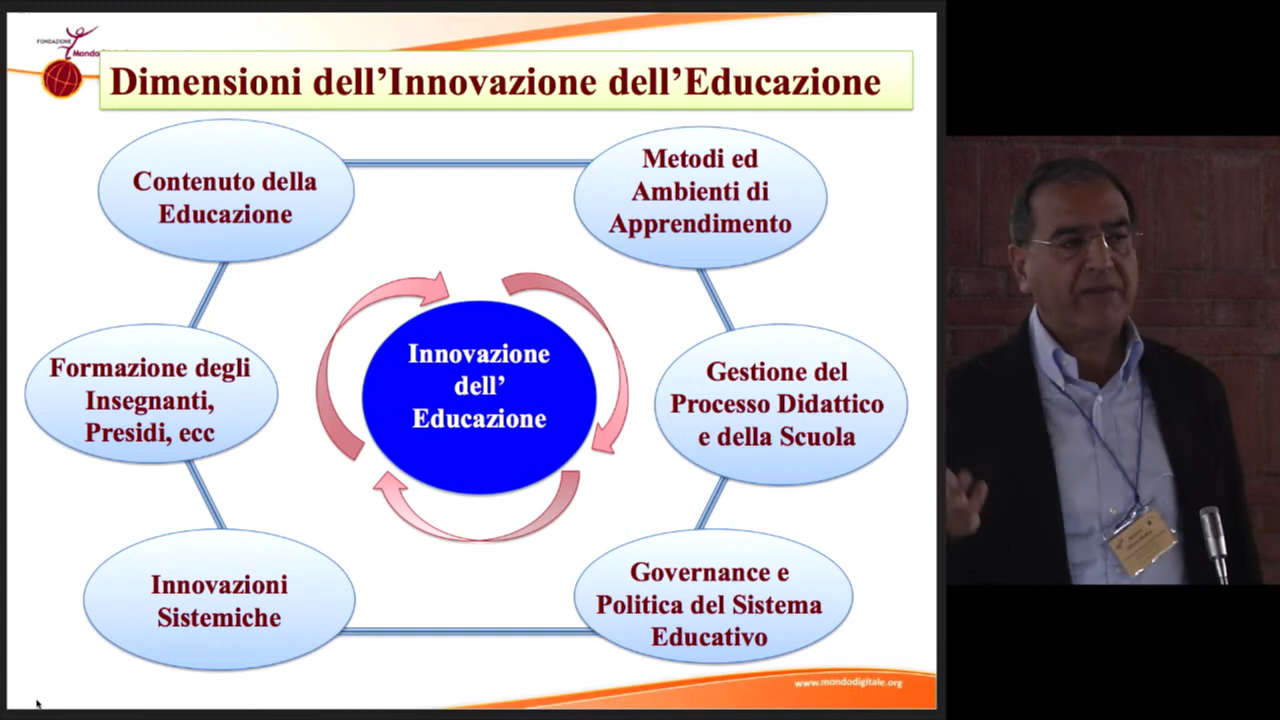 FONDAZIONE
Dimensioni dell’Innovazione dell’Educazione
Contenuto della
Educazione
Metodi ed
Ambienti di
Apprendimento
Formazione degli
Insegnanti,
Presidi, ecc
Innovazione
dell’
Educazione
Gestione del
Processo Didattico
e della Scuola
Innovazioni
Sistemiche
Governance e
Politica del Sistema
Educativo
www.mondodigitale.org